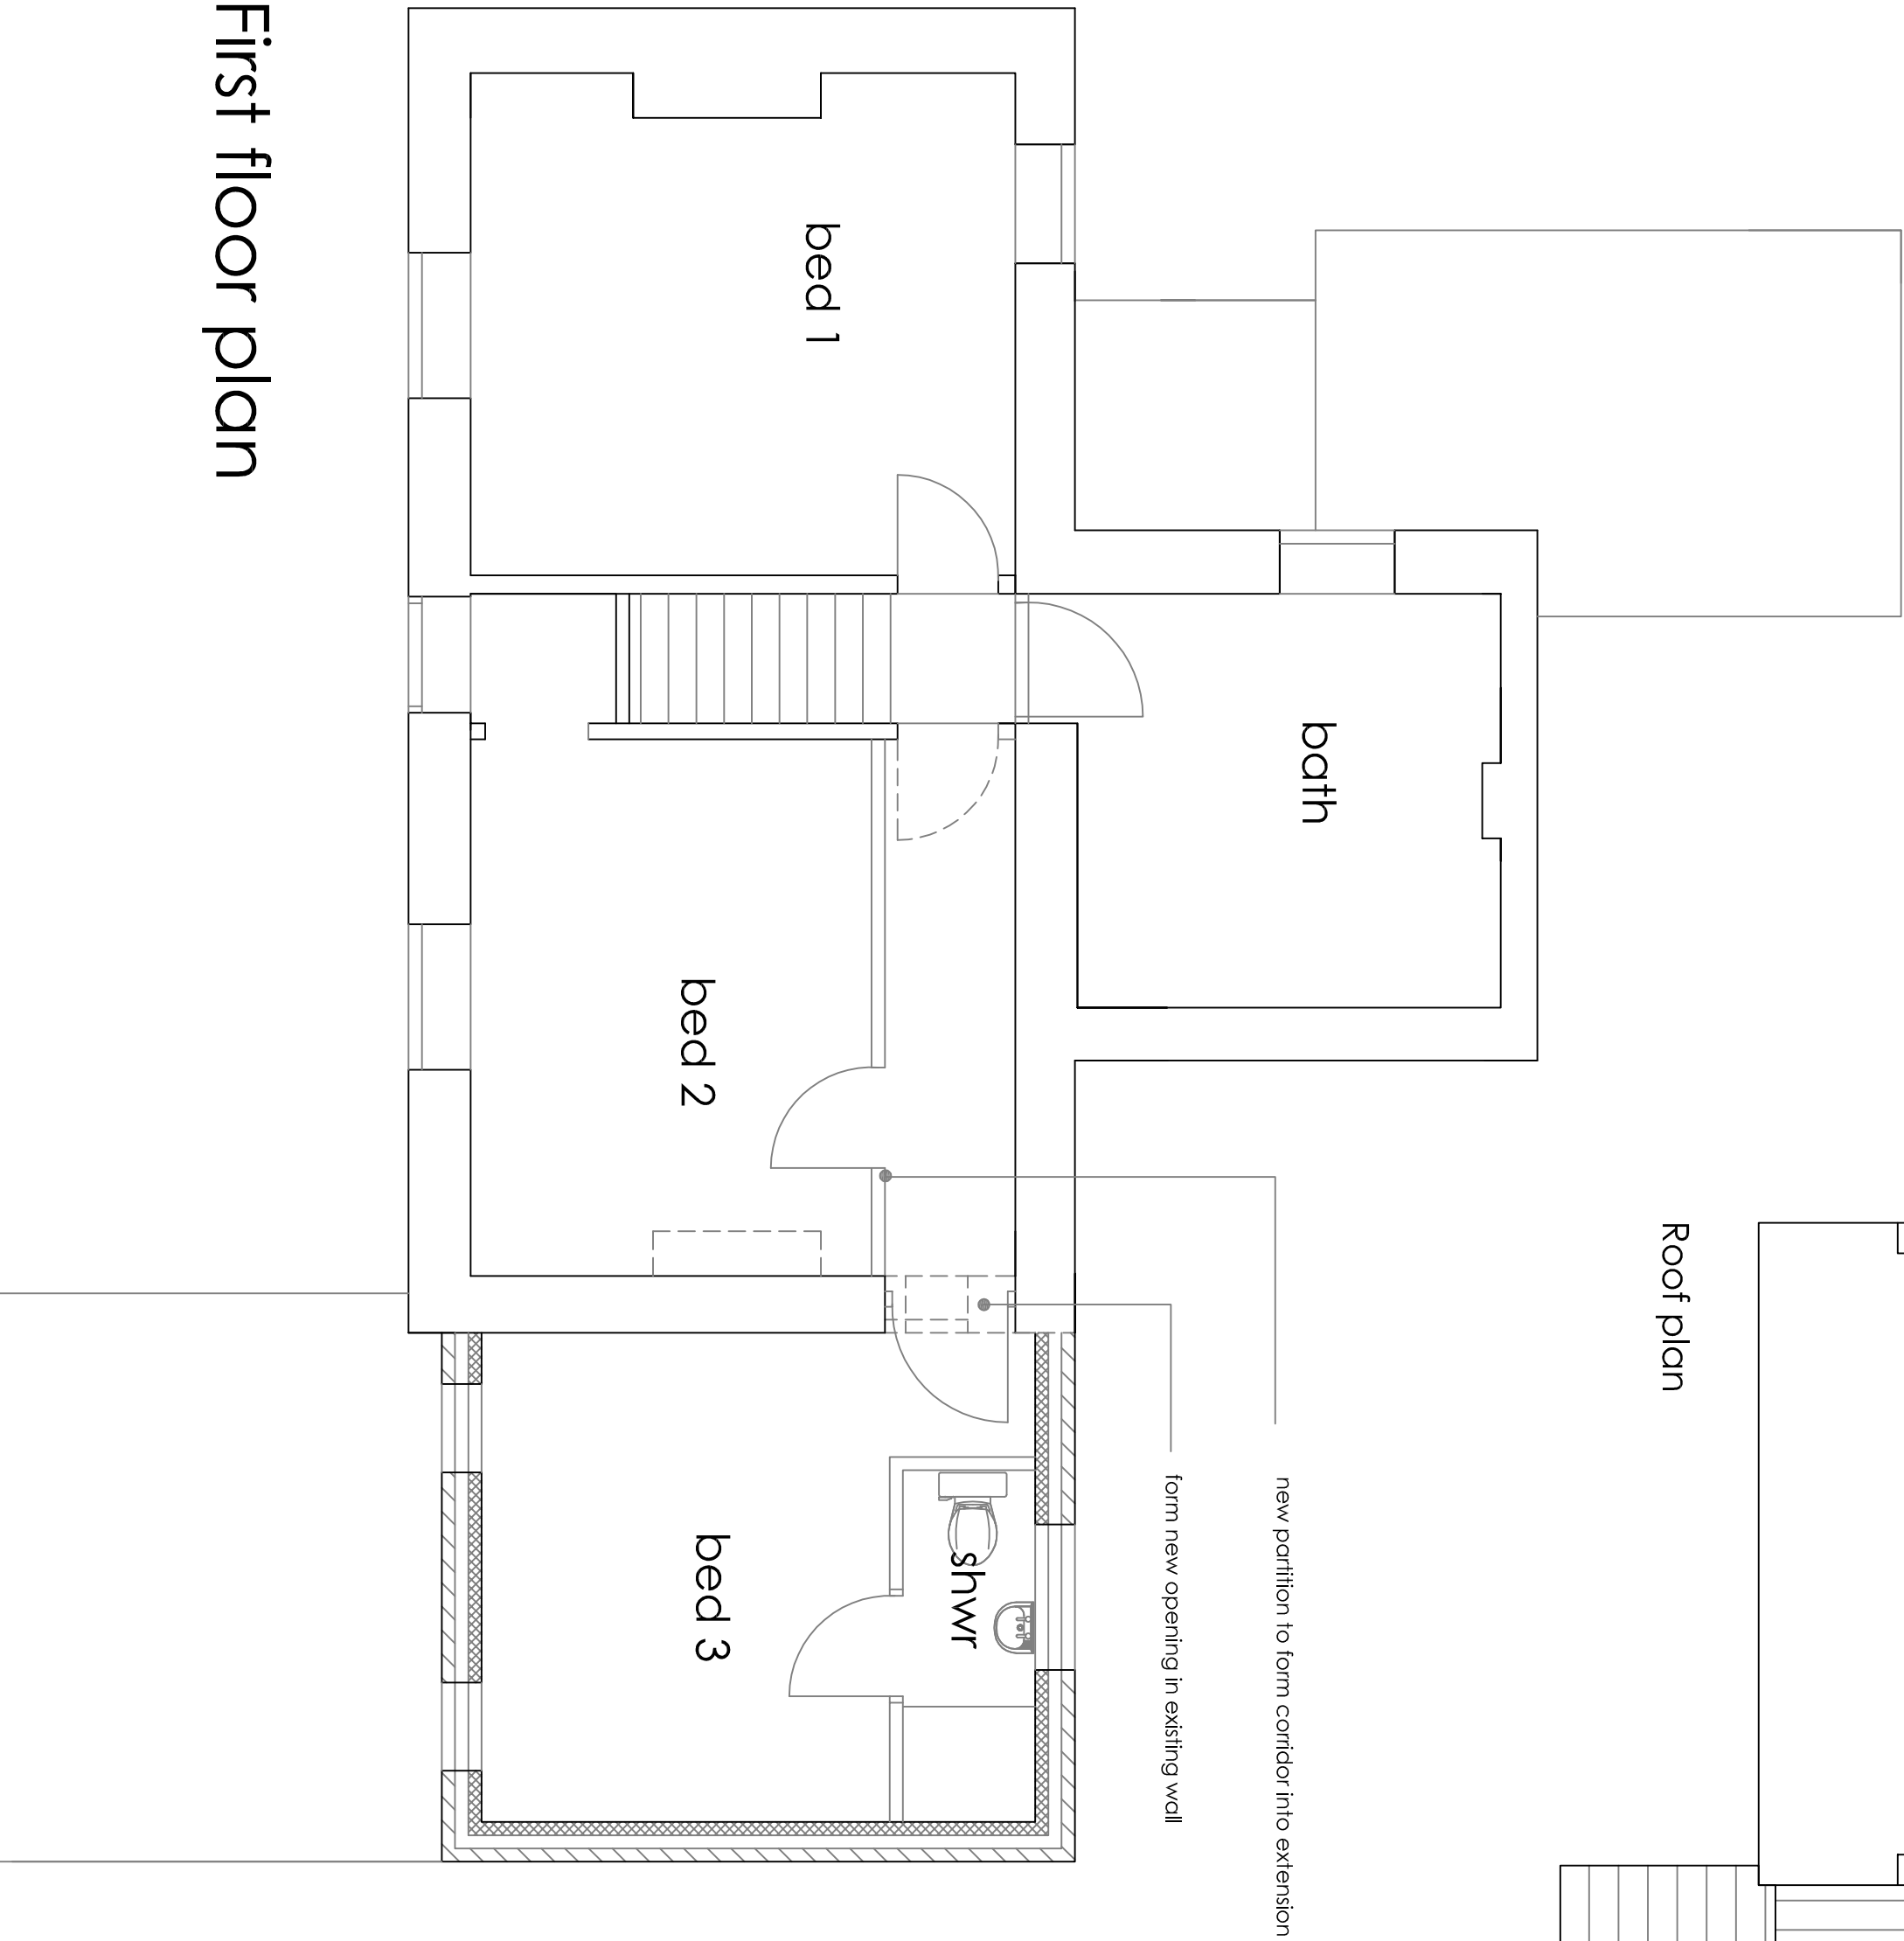 First floor plan
bed 1
bath
bed 2
bed 3
shwr
new partition to form corridor into extension
form new opening in existing wall
Roof plan